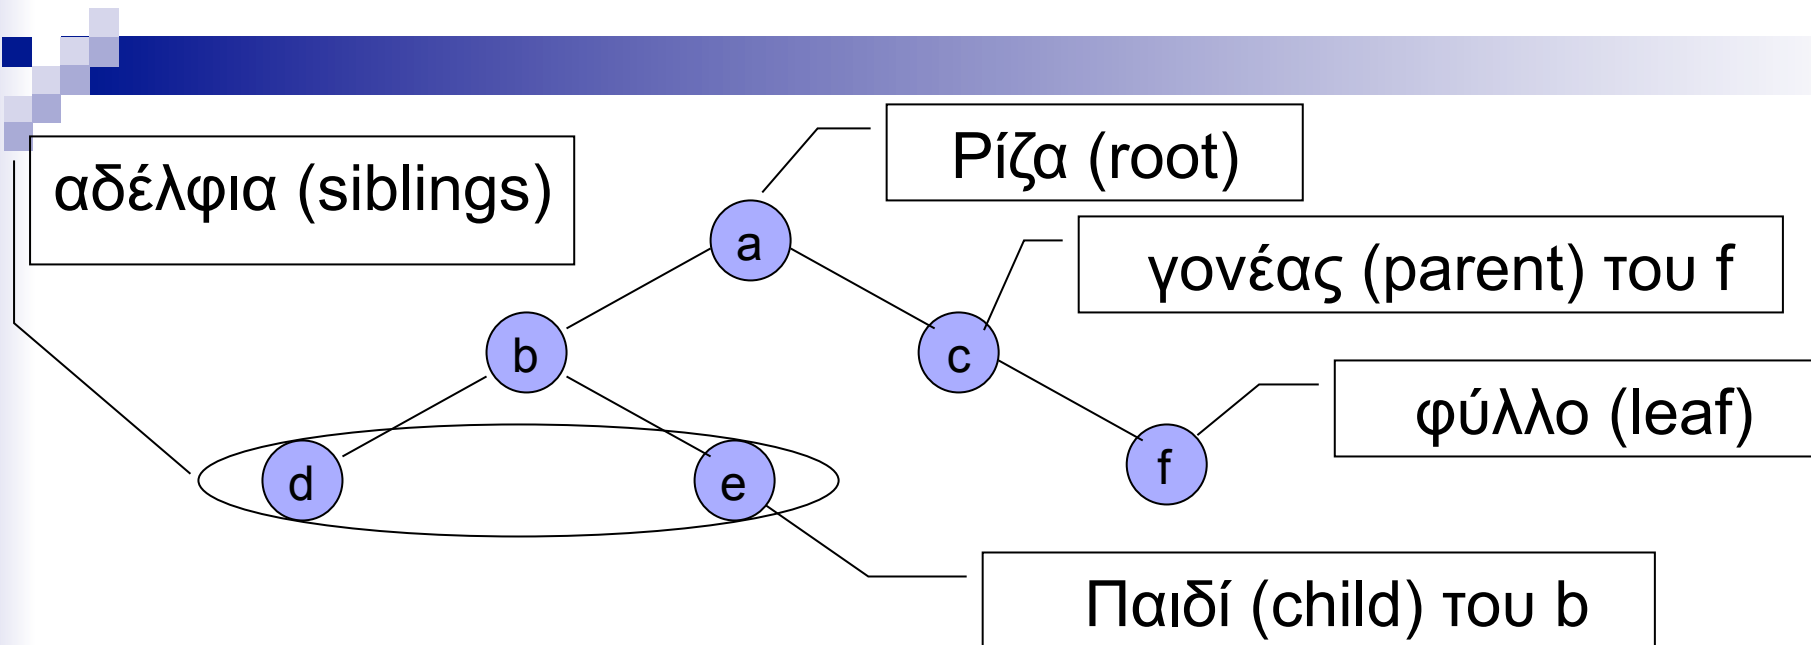 Ρίζα (root)
αδέλφια (siblings)
a
γονέας (parent) του f
b
c
φύλλο (leaf)
d
e
f
Παιδί (child) του b